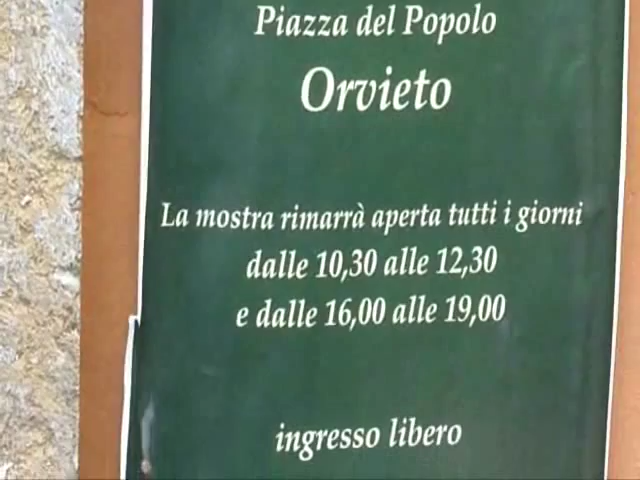 Piazza del Popolo
Orvieto
La mostra rimarrà aperta tutti i giorni
dalle 10,30 alle 12,30
e dalle 16,00 alle 19,00
ingresso libero